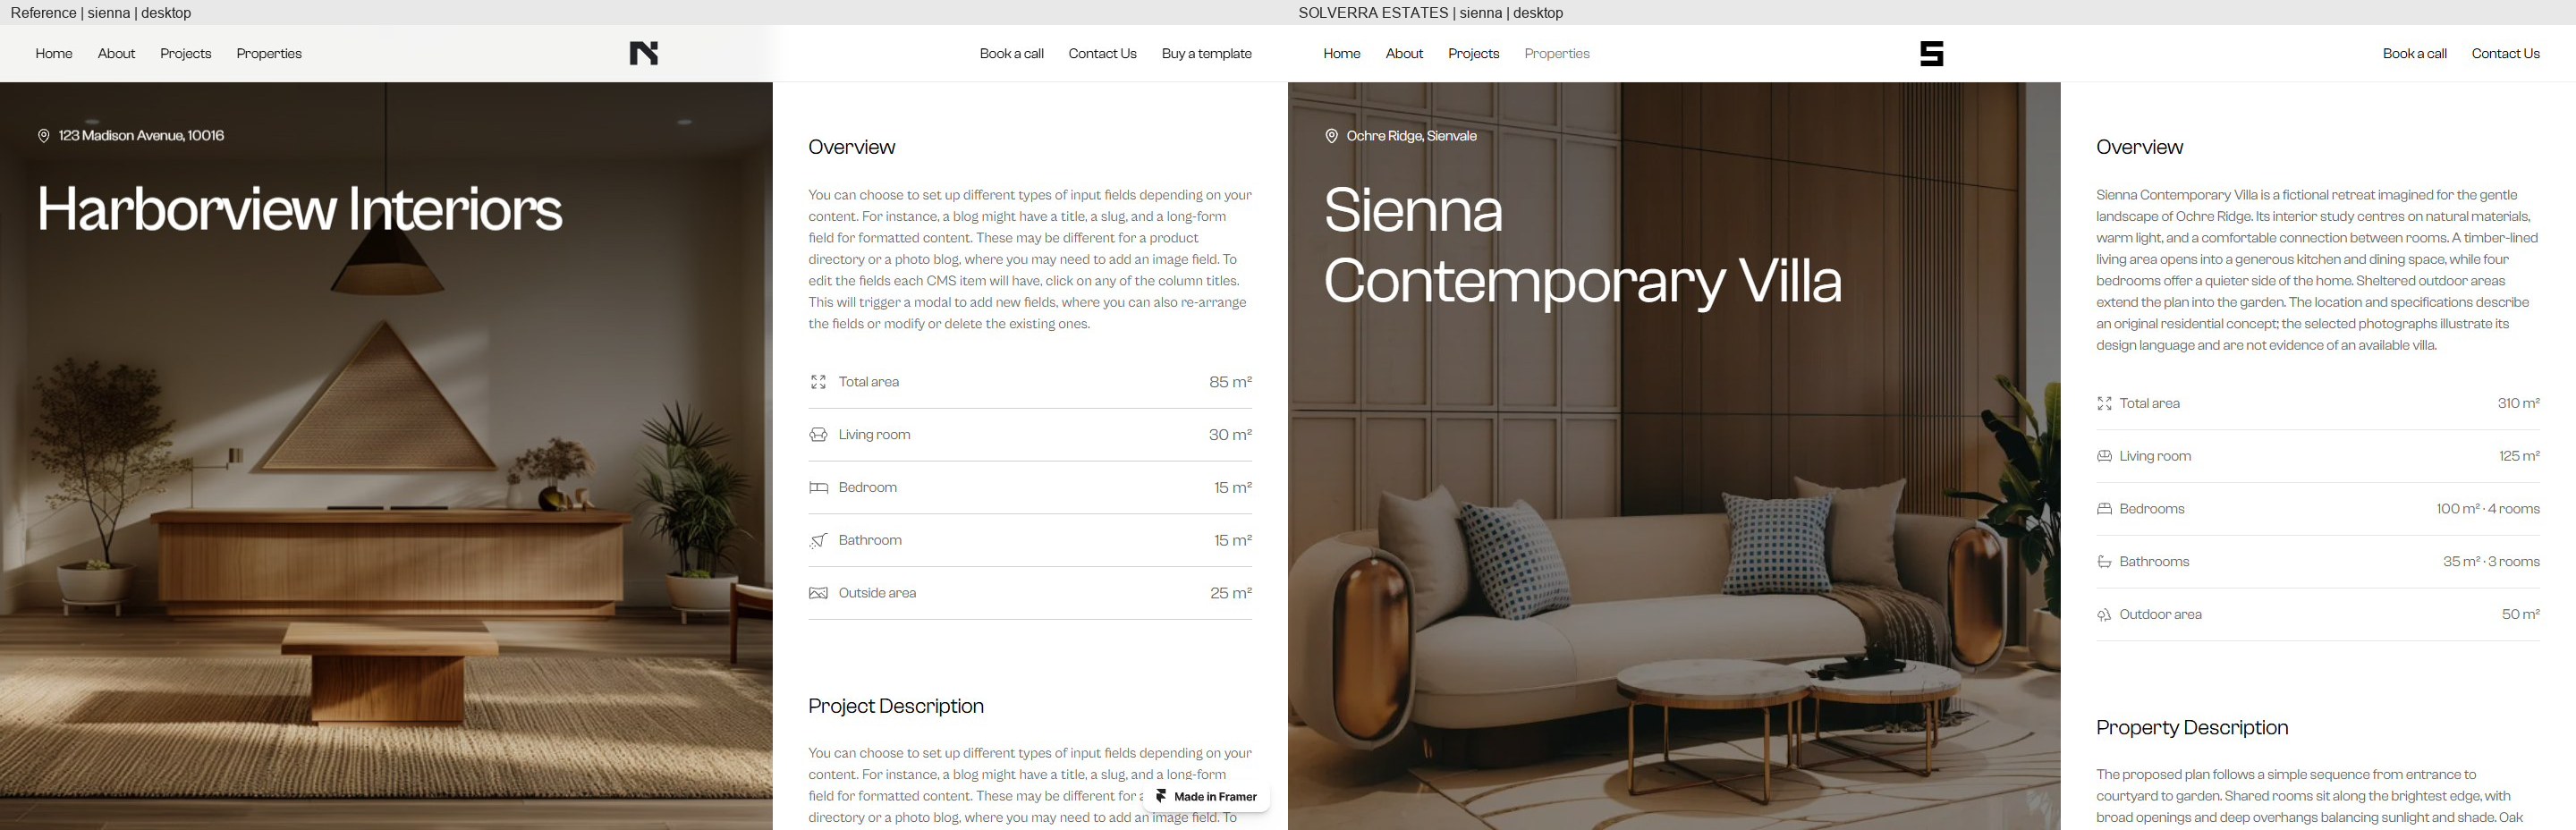 Reference | sienna | desktop
Home About Projects Properties
Book a call Contact Us Buy a template
123 Madison Avenue, 10016
Harborview Interiors
Overview
You can choose to set up different types of input fields depending on your
content. For instance, a blog might have a title, a slug, and a long-form
field for formatted content. These may be different for a product
directory or a photo blog, where you may need to add an image field. To
edit the fields each CMS item will have, click on any of the column titles.
This will trigger a modal to add new fields, where you can also re-arrange
the fields or modify or delete the existing ones.
Total area 85 m²
Living room 30 m²
Bedroom 15 m²
Bathroom 15 m²
Outside area 25 m²
Project Description
You can choose to set up different types of input fields depending on your
content. For instance, a blog might have a title, a slug, and a long-form
field for formatted content. These may be different for a
directory or a photo blog, where you may need to add an image field. To
Made in Framer
SOLVERRA ESTATES | sienna | desktop
Home About Projects Properties
S
Book a call Contact Us
Ochre Ridge, Sienvale
Sienna
Contemporary Villa
Overview
Sienna Contemporary Villa is a fictional retreat imagined for the gentle
landscape of Ochre Ridge. Its interior study centres on natural materials,
warm light, and a comfortable connection between rooms. A timber-lined
living area opens into a generous kitchen and dining space, while four
bedrooms offer a quieter side of the home. Sheltered outdoor areas
extend the plan into the garden. The location and specifications describe
an original residential concept; the selected photographs illustrate its
design language and are not evidence of an available villa.
Total area 310 m²
Living room 125 m²
Bedrooms 100 m² · 4 rooms
Bathrooms 35 m² · 3 rooms
Outdoor area 50 m²
Property Description
The proposed plan follows a simple sequence from entrance to
courtyard to garden. Shared rooms sit along the brightest edge, with
broad openings and deep overhangs balancing sunlight and shade. Oak